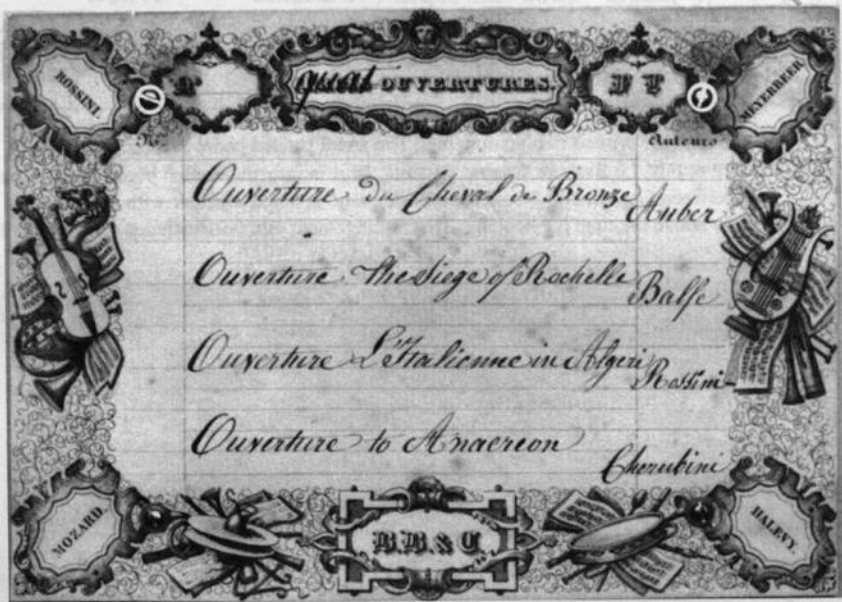 ROSSINI.
quat OUVERTURES.
MEYERBEER
No.
Auteurs
Ouverture du Cheval de Bronze
Auber
Ouverture The Siege of Rochelle
Balfe
Ouverture L'Italienne in Algeri
Rossini
Ouverture to Anacreon
Cherubini
MOZARD.
B.B. & C.
HALEVY.